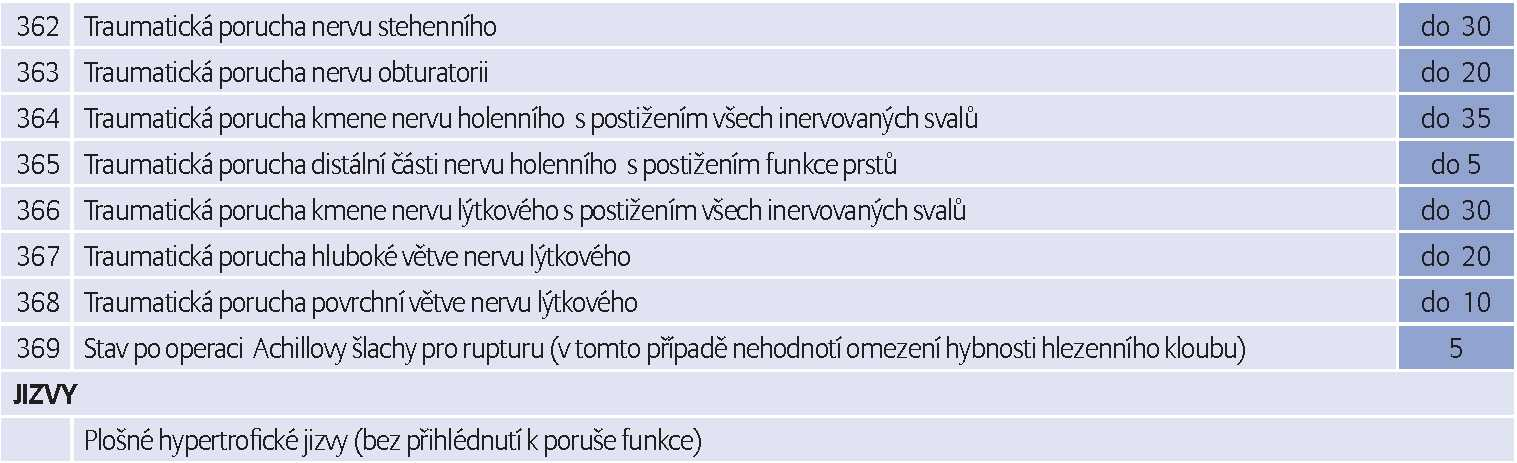 362 Traumatická porucha nervu stehenního do 30
363 Traumatická porucha nervu obturatorii do 20
364 Traumatická porucha kmene nervu holenního s postižením všech inervovaných svalů do 35
365 Traumatická porucha distální části nervu holenního s postižením funkce prstů do 5
366 Traumatická porucha kmene nervu lýtkového s postižením všech inervovaných svalů do 30
367 Traumatická porucha hluboké větve nervu lýtkového do 20
368 Traumatická porucha povrchní větve nervu lýtkového do 10
369 Stav po operaci Achillovy šlachy pro rupturu (v tomto případě nehodnotí omezení hybnosti hlezenního kloubu) 5
JIZVY
Plošné hypertrofické jizvy (bez přihlédnutí k poruše funkce)